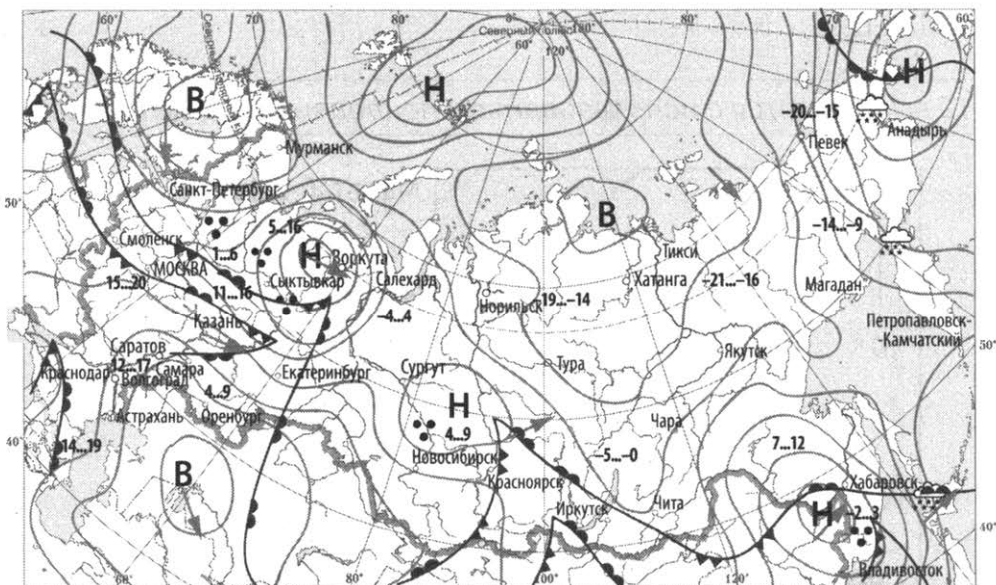 60°
70°
80°
0°
Северный полюс
180°
80°
70°
60°
60°
120°
В
Н
Н
-20...-15
Певек
Анадырь
Мурманск
50°
Санкт-Петербург
5...16
В
50°
Смоленск
1...6
Н
Воркута
Тикси
-14...-9
МОСКВА
Сыктывкар
Салехард
Хатанга
-21...-16
Магадан
15...20
11...16
Норильск
-19...-14
Казань
-4...4
Петропавловск-
-Камчатский
Саратов
Якутск
12...17
Самара
Краснодар
Волгоград
Екатеринбург
Сургут
Тура
4...9
Астрахань
Оренбург
Н
4...9
Чара
7...12
40°
14...19
Новосибирск
-5...-0
В
Красноярск
Чита
Хабаровск
Иркутск
Н
-2...3
40°
Владивосток
60°
80°
100°
120°